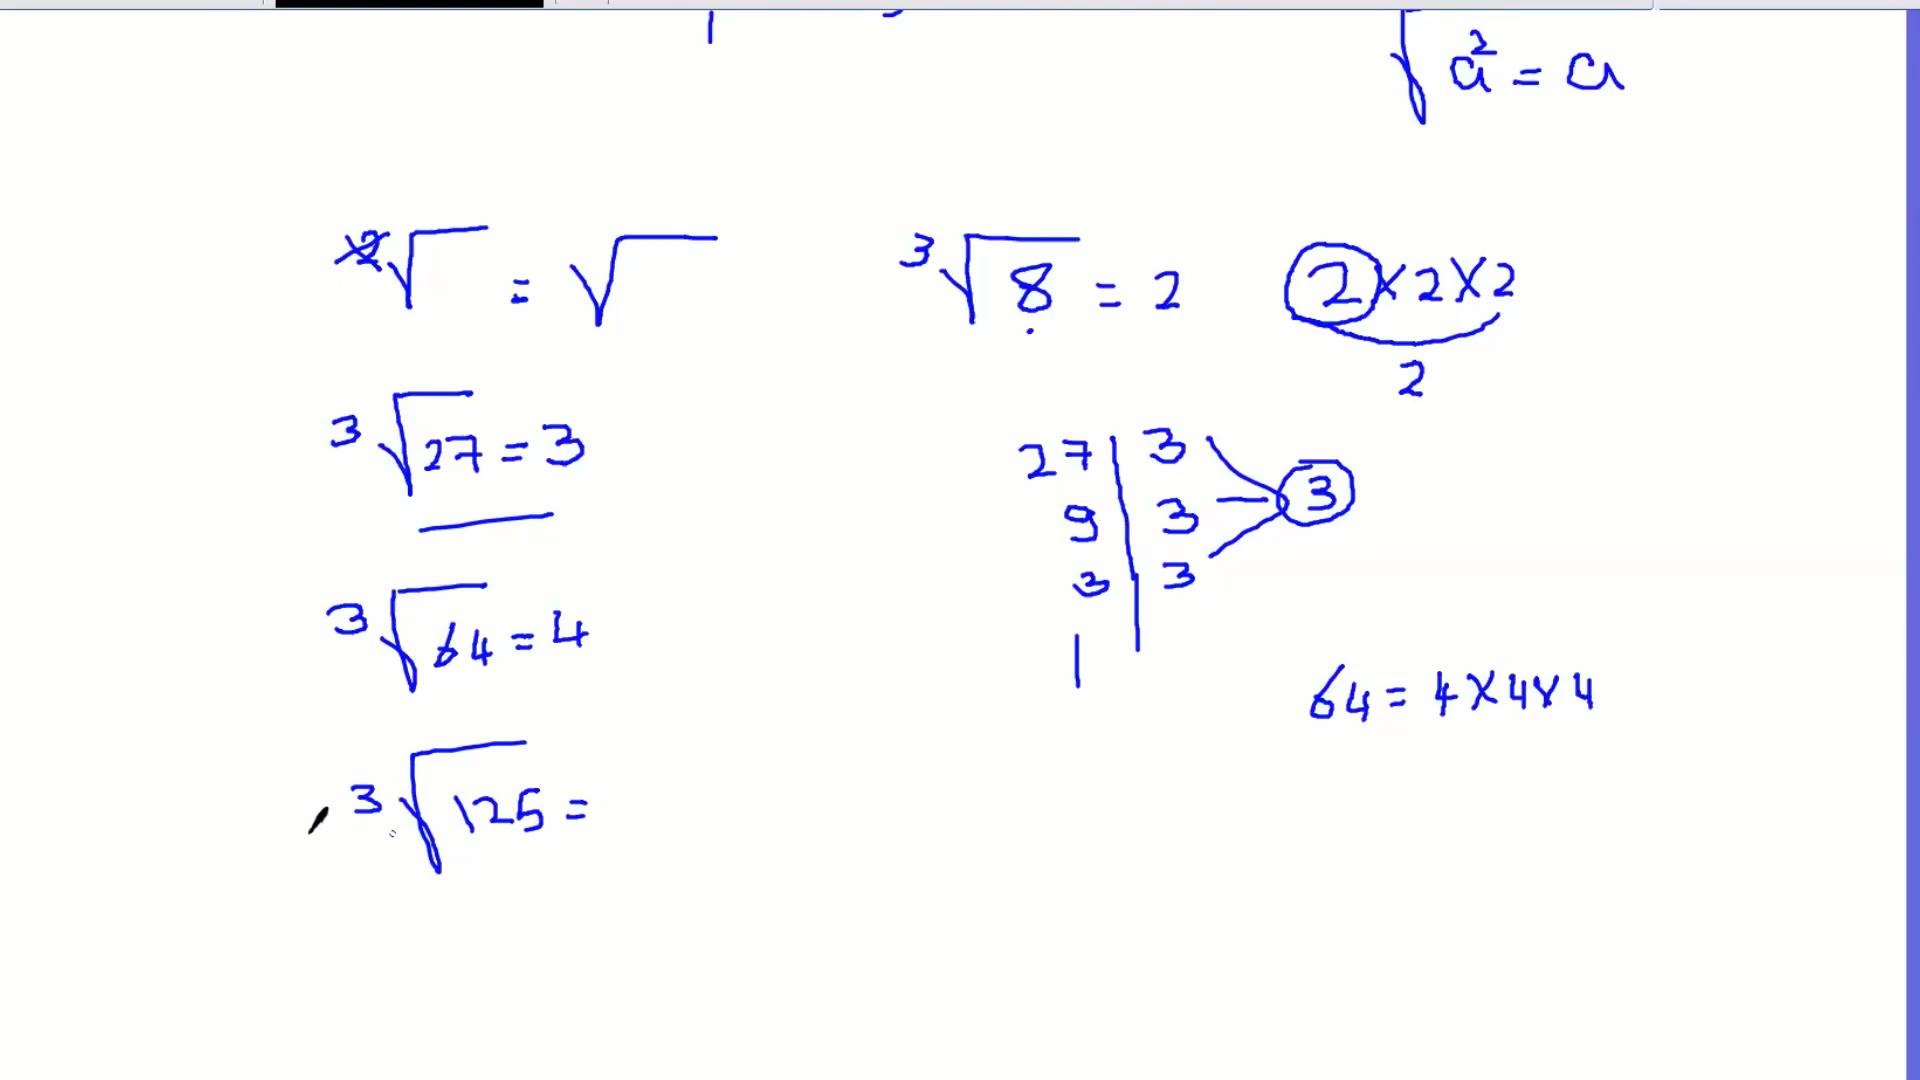 √a² = a
²√ = √
³√8 = 2
2×2×2
2
³√27 = 3
27 | 3
9 | 3
3 | 3
1
3
³√64 = 4
64 = 4×4×4
³√125 =